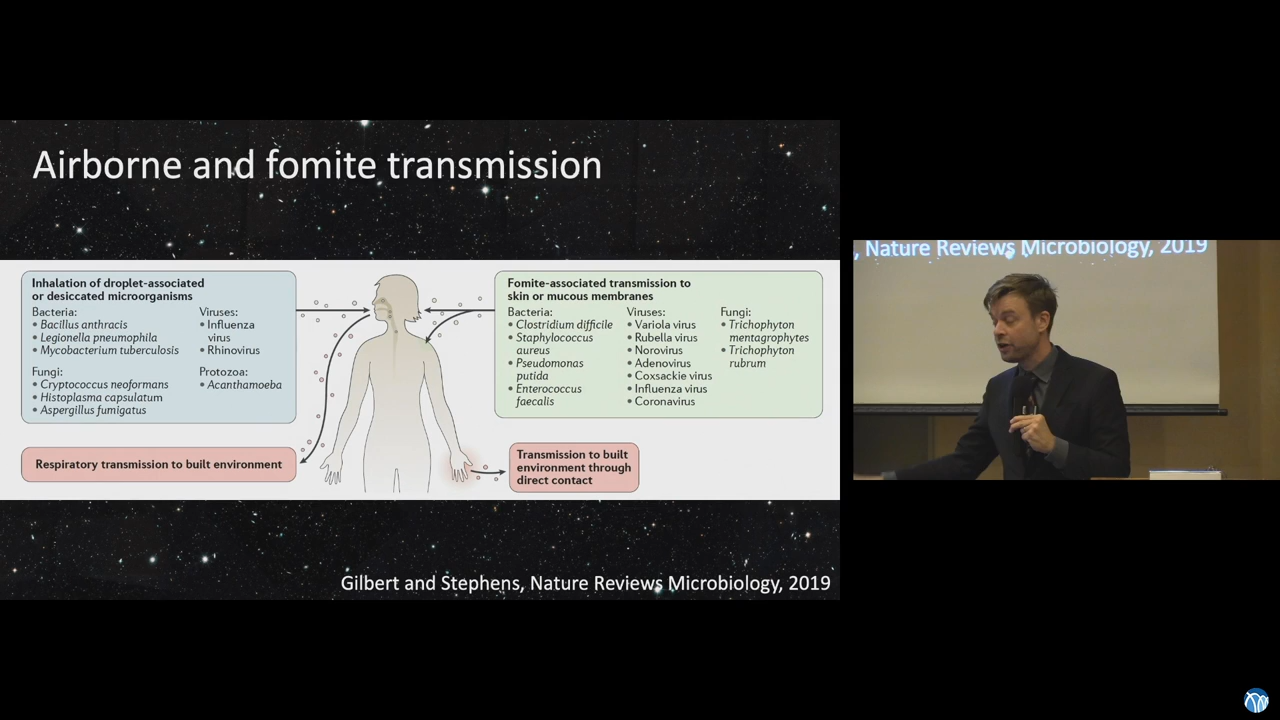 Airborne and fomite transmission
Inhalation of droplet-associated
or desiccated microorganisms
Bacteria:
• Bacillus anthracis
• Legionella pneumophila
• Mycobacterium tuberculosis
Fungi:
• Cryptococcus neoformans
• Histoplasma capsulatum
• Aspergillus fumigatus
Viruses:
• Influenza
virus
• Rhinovirus
Protozoa:
• Acanthamoeba
Fomite-associated transmission to
skin or mucous membranes
Bacteria:
• Clostridium difficile
• Staphylococcus
aureus
• Pseudomonas
putida
• Enterococcus
faecalis
Viruses:
• Variola virus
• Rubella virus
• Norovirus
• Adenovirus
• Coxsackie virus
• Influenza virus
• Coronavirus
Fungi:
• Trichophyton
mentagrophytes
• Trichophyton
rubrum
Respiratory transmission to built environment
Transmission to built
environment through
direct contact
Gilbert and Stephens, Nature Reviews Microbiology, 2019
, Nature Reviews Microbiology, 2019